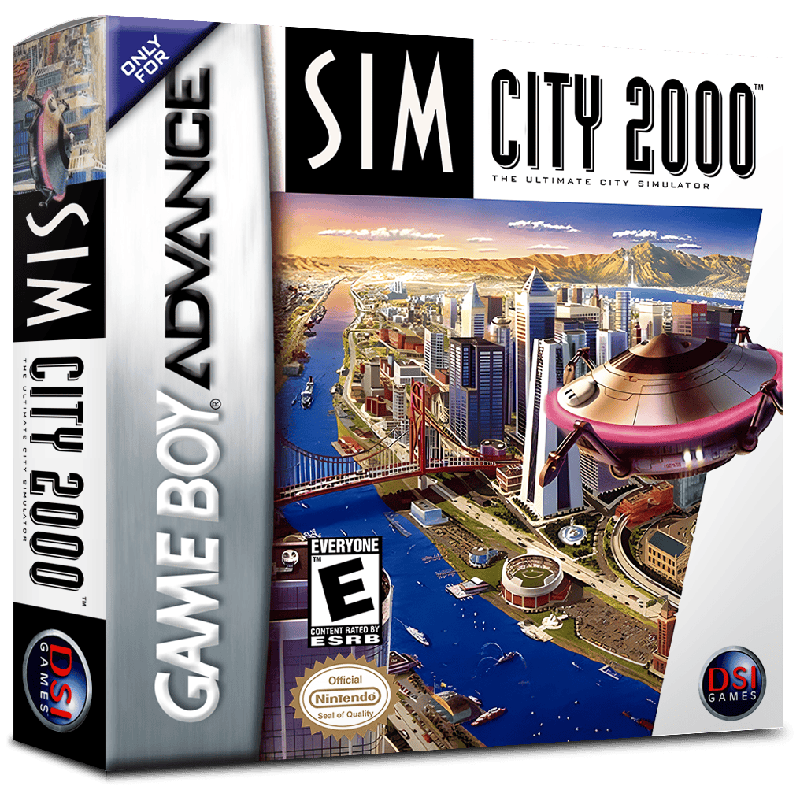 SIM
CITY 2000
THE ULTIMATE CITY SIMULATOR
DSI
GAMES
ONLY
FOR
GAME BOY® ADVANCE
SIM
CITY 2000™
THE ULTIMATE CITY SIMULATOR
EVERYONE
E
CONTENT RATED BY
ESRB
Official
Nintendo
Seal of Quality
DSI
GAMES